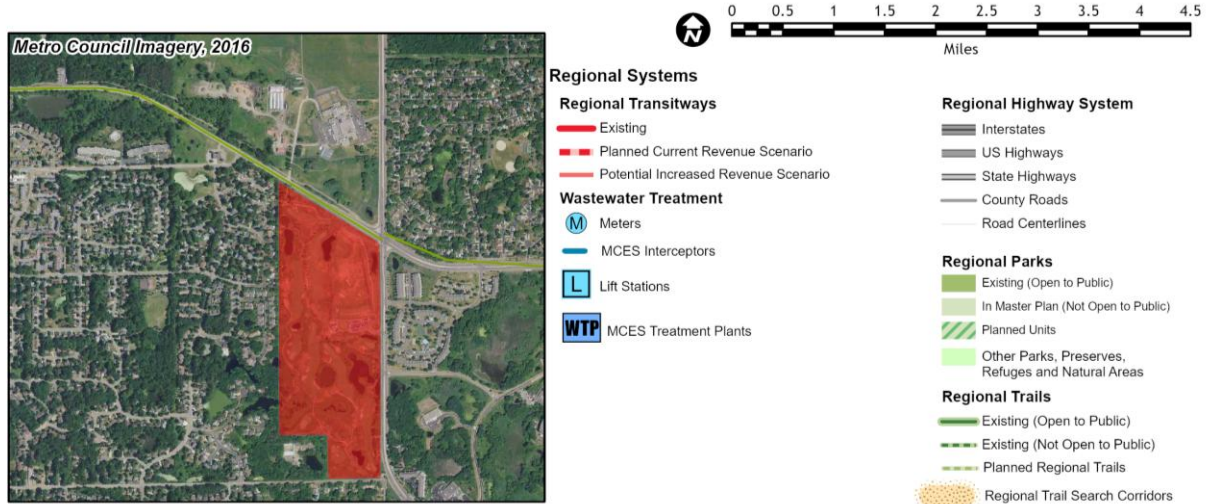 Metro Council Imagery, 2016
N
0 0.5 1 1.5 2 2.5 3 3.5 4 4.5
Miles
Regional Systems
Regional Transitways
Existing
Planned Current Revenue Scenario
Potential Increased Revenue Scenario
Wastewater Treatment
M Meters
MCES Interceptors
L Lift Stations
WTP MCES Treatment Plants
Regional Highway System
Interstates
US Highways
State Highways
County Roads
Road Centerlines
Regional Parks
Existing (Open to Public)
In Master Plan (Not Open to Public)
Planned Units
Other Parks, Preserves,
Refuges and Natural Areas
Regional Trails
Existing (Open to Public)
Existing (Not Open to Public)
Planned Regional Trails
Regional Trail Search Corridors